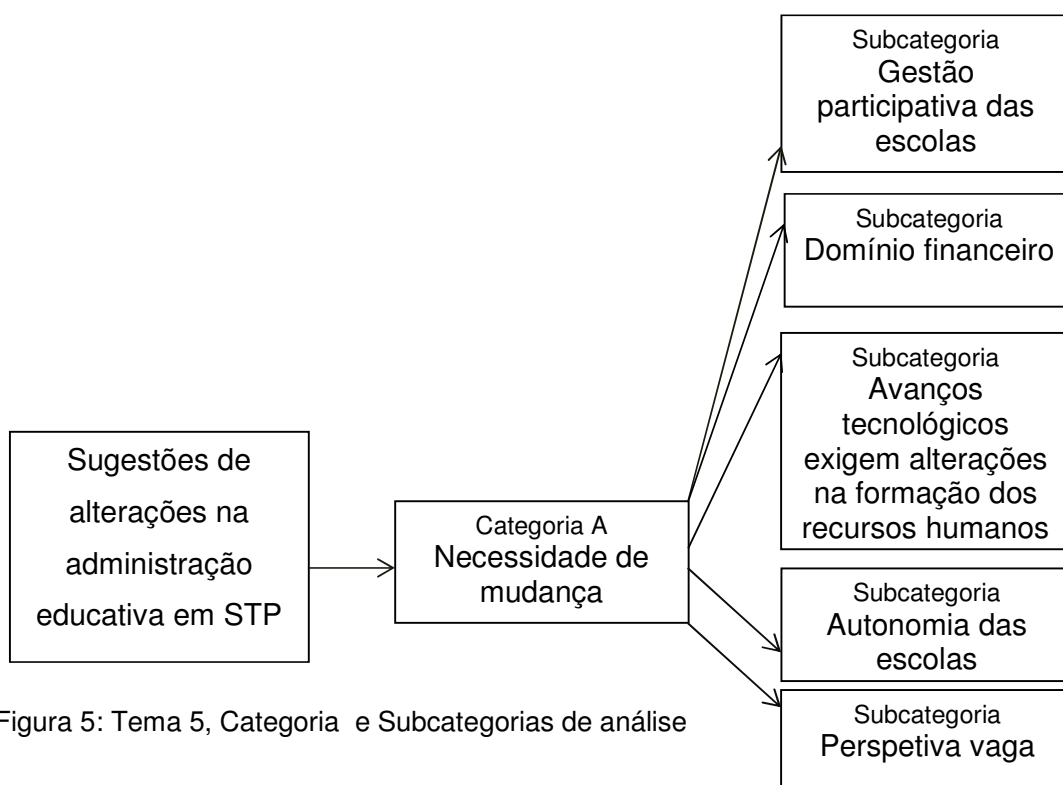 Subcategoria
Gestão
participativa das
escolas
Subcategoria
Domínio financeiro
Subcategoria
Avanços
tecnológicos
exigem alterações
na formação dos
recursos humanos
Sugestões de
alterações na
administração
educativa em STP
Categoria A
Necessidade de
mudança
Subcategoria
Autonomia das
escolas
Subcategoria
Perspetiva vaga
Figura 5: Tema 5, Categoria e Subcategorias de análise